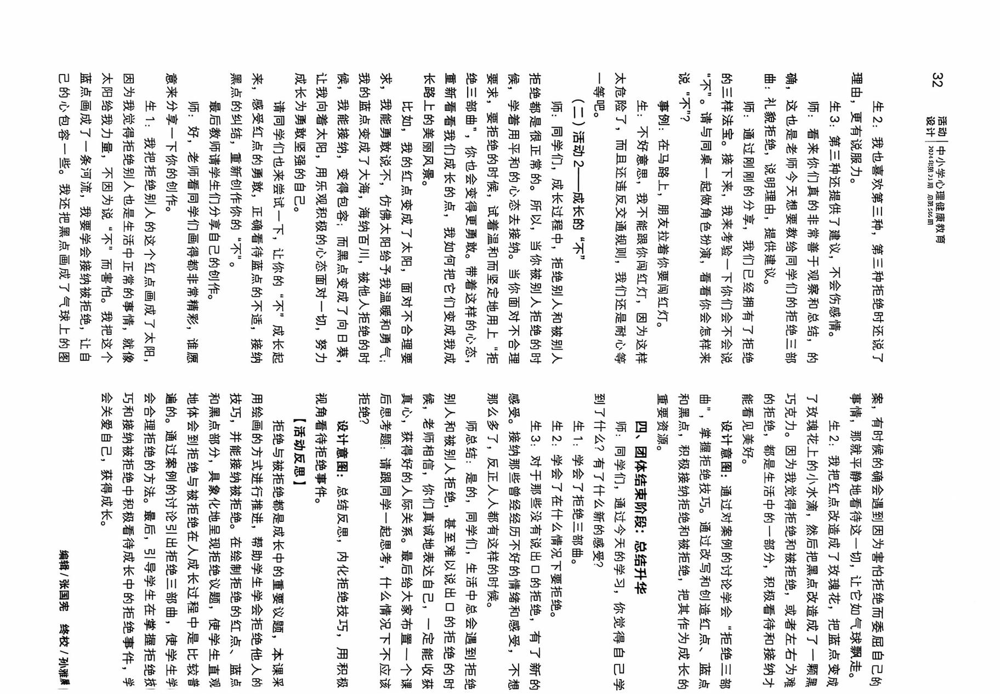 32
活动
设计
中小学心理健康教育
2024年第23期 总第562期
生2：我也喜欢第三种，第三种拒绝时还说了
理由，更有说服力。
生3：第三种还提供了建议，不会伤感情。
师：看来你们真的非常善于观察和总结，的
确，这也是老师今天想要教给同学们的拒绝三部
曲：礼貌拒绝，说明理由，提供建议。
师：通过刚刚的分享，我们已经拥有了拒绝
的三样法宝。接下来，我来考验一下你们会不会说
“不”。请与同桌一起做角色扮演，看看你会怎样来
说“不”？
事例：在马路上，朋友拉着你要闯红灯。
生：不好意思，我不能跟你闯红灯，因为这样
太危险了，而且还违反交通规则，我们还是耐心等
一等吧。
（二）活动2——成长的“不”
师：同学们，成长过程中，拒绝别人和被别人
拒绝都是很正常的。所以，当你被别人拒绝的时
候，学着用平和的心态去接纳。当你面对不合理
要求，要拒绝的时候，试着温和而坚定地用上“拒
绝三部曲”，你也会变得更勇敢。带着这样的心态，
重新看看我们成长的点，我如何把它们变成我成
长路上的美丽风景。
比如，我的红点变成了太阳，面对不合理要
求，我能勇敢说不，仿佛太阳给予我温暖和勇气；
我的蓝点变成了大海，海纳百川，被他人拒绝的时
候，我能接纳，变得包容；而黑点变成了向日葵，
让我向着太阳，用乐观积极的心态面对一切，努力
成长为勇敢坚强的自己。
请同学们也来尝试一下，让你的“不”成长起
来，感受红点的勇敢，正确看待蓝点的不适，接纳
黑点的纠结，重新创作你的“不”。
最后教师请学生们分享自己的创作。
师：好，老师看同学们画得都非常精彩，谁愿
意来分享一下你的创作。
生1：我把拒绝别人的这个红点画成了太阳，
因为我觉得拒绝别人也是生活中正常的事情，就像
太阳给我力量，不因为说“不”而害怕。我把这个
蓝点画成了一条河流，我要学会接纳被拒绝，让自
己的心包容一些。我还把黑点画成了气球上的图
案，有时候的确会遇到因为害怕拒绝而委屈自己的
事情，那就平静地看待这一切，让它如气球飘走。
生2：我把红点改造成了玫瑰花，把蓝点变成
了玫瑰花上的小水滴，然后把黑点改造成了一颗黑
巧克力。因为我觉得拒绝和被拒绝，或者左右为难
的拒绝，都是生活中的一部分，积极看待和接纳才
能看见美好。
设计意图：通过对案例的讨论学会“拒绝三部
曲”，掌握拒绝技巧。通过改写和创造红点、蓝点
和黑点，积极接纳拒绝和被拒绝，把其作为成长的
重要资源。
四、团体结束阶段：总结升华
师：同学们，通过今天的学习，你觉得自己学
到了什么？有了什么新的感受？
生1：学会了拒绝三部曲。
生2：学会了在什么情况下要拒绝。
生3：对于那些没有说出口的拒绝，有了新的
感受。接纳那些曾经经历不好的情绪和感受，不想
那么多了，反正人人都有这样的时候。
师总结：是的，同学们，生活中总会遇到拒绝
别人和被别人拒绝，甚至难以说出口的拒绝的时
候，老师相信，你们真诚地表达自己，一定能收获
真心，获得好的人际关系。最后给大家布置一个课
后思考题：请跟同学一起思考，什么情况下不应该
拒绝？
设计意图：总结反思，内化拒绝技巧，用积极
视角看待拒绝事件。
【活动反思】
拒绝与被拒绝都是成长中的重要议题，本课采
用绘画的方式进行推进，帮助学生学会拒绝他人的
技巧，并能接纳被拒绝。在绘制拒绝的红点、蓝点
和黑点部分，具象化地呈现拒绝议题，使学生直观
地体会到拒绝与被拒绝在人成长过程中是比较普
遍的。通过案例的讨论引出拒绝三部曲，使学生学
会合理拒绝的方法。最后，引导学生在掌握拒绝技
巧和接纳被拒绝中积极看待成长中的拒绝事件，学
会关爱自己，获得成长。
编辑/张国宪 终校/孙雅晨